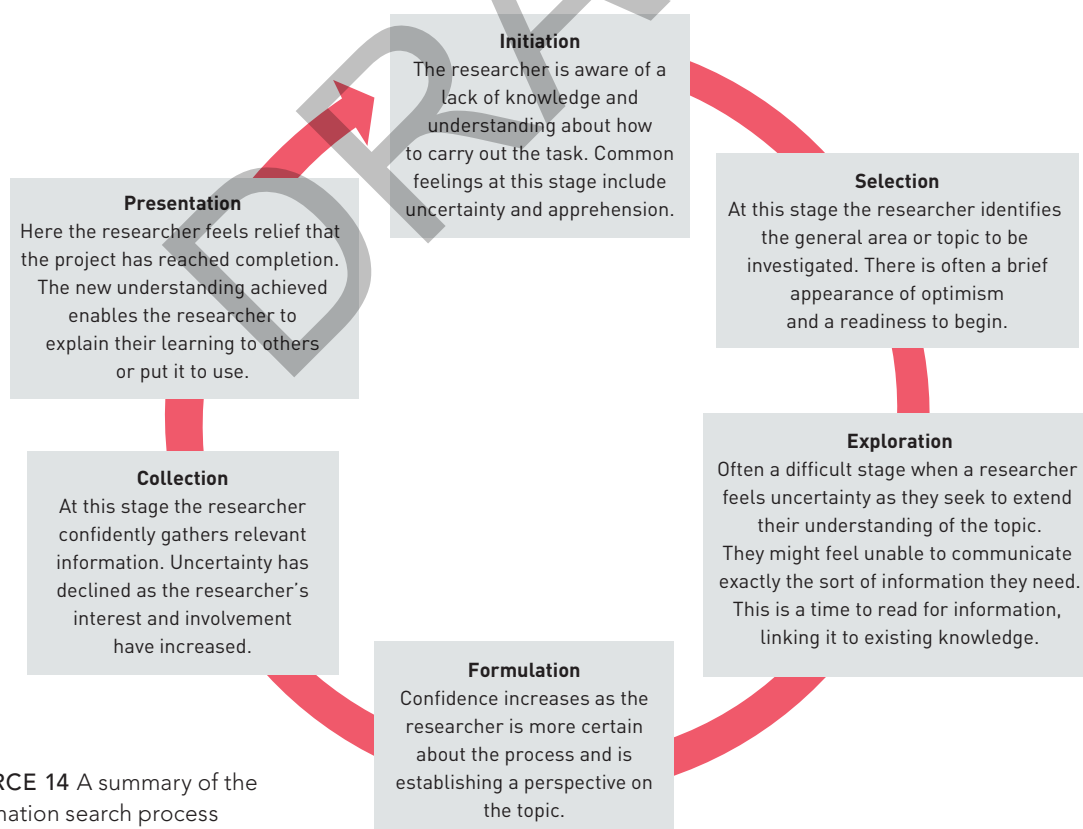 Initiation
The researcher is aware of a
lack of knowledge and
understanding about how
to carry out the task. Common
feelings at this stage include
uncertainty and apprehension.
Selection
At this stage the researcher identifies
the general area or topic to be
investigated. There is often a brief
appearance of optimism
and a readiness to begin.
Exploration
Often a difficult stage when a researcher
feels uncertainty as they seek to extend
their understanding of the topic.
They might feel unable to communicate
exactly the sort of information they need.
This is a time to read for information,
linking it to existing knowledge.
Formulation
Confidence increases as the
researcher is more certain
about the process and is
establishing a perspective on
the topic.
Collection
At this stage the researcher
confidently gathers relevant
information. Uncertainty has
declined as the researcher's
interest and involvement
have increased.
Presentation
Here the researcher feels relief that
the project has reached completion.
The new understanding achieved
enables the researcher to
explain their learning to others
or put it to use.
14 A summary of the
search process